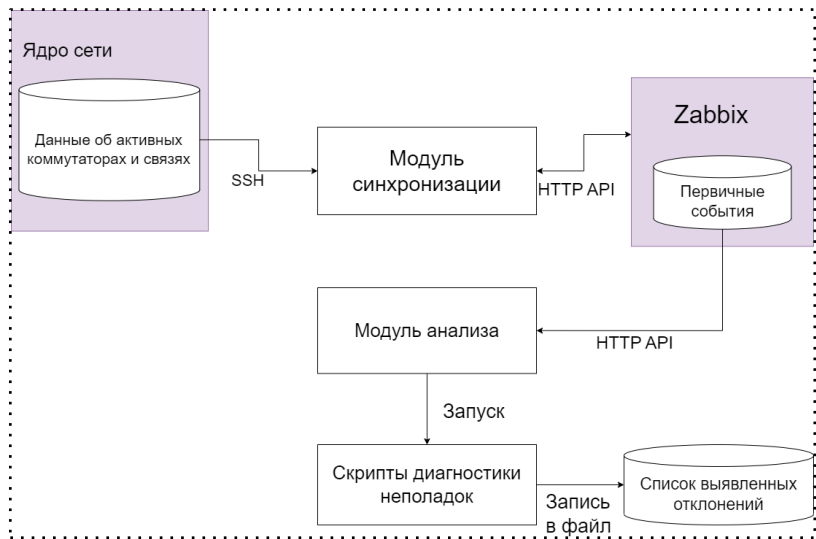 Ядро сети
Данные об активных
коммутаторах и связях
SSH
Модуль
синхронизации
HTTP API
Zabbix
Первичные
события
Модуль анализа
HTTP API
Запуск
Скрипты диагностики
неполадок
Запись
в файл
Список выявленных
отклонений